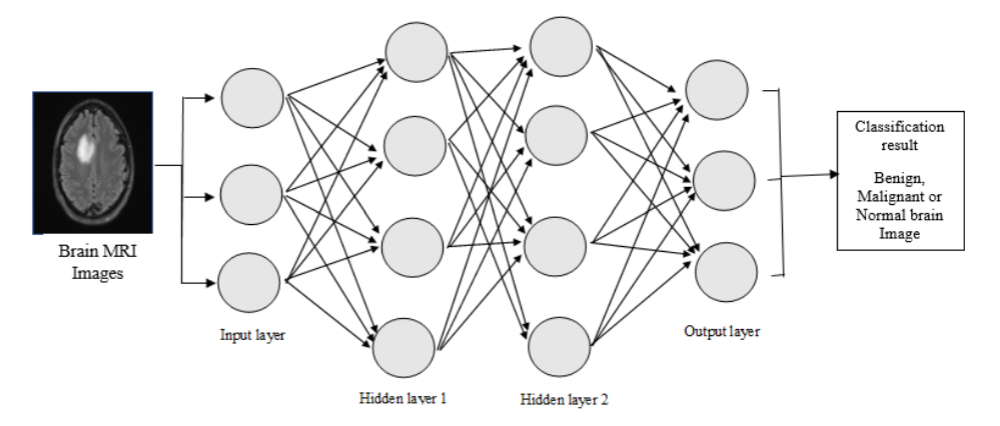 Brain MRI
Images
Input layer
Hidden layer 1
Hidden layer 2
Output layer
Classification
result
Benign,
Malignant or
Normal brain
Image